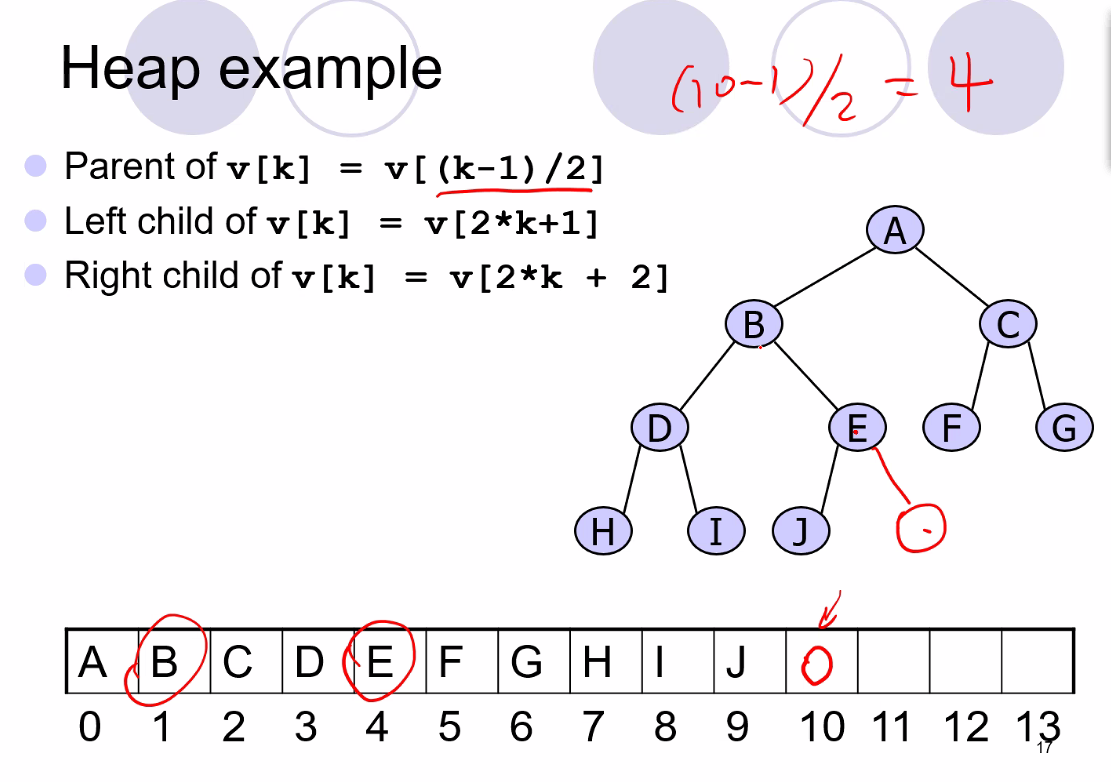 Heap example
(10-1)/2 = 4
Parent of v[k] = v[(k-1)/2]
Left child of v[k] = v[2*k+1]
Right child of v[k] = v[2*k + 2]
A
B C
D E F G
H I J
A B C D E F G H I J 0
0 1 2 3 4 5 6 7 8 9 10 11 12 13
17